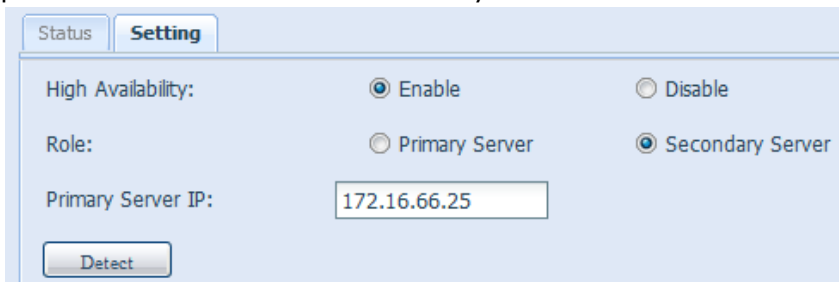 Status Setting
High Availability: Enable Disable
Role: Primary Server Secondary Server
Primary Server IP: 172.16.66.25
Detect